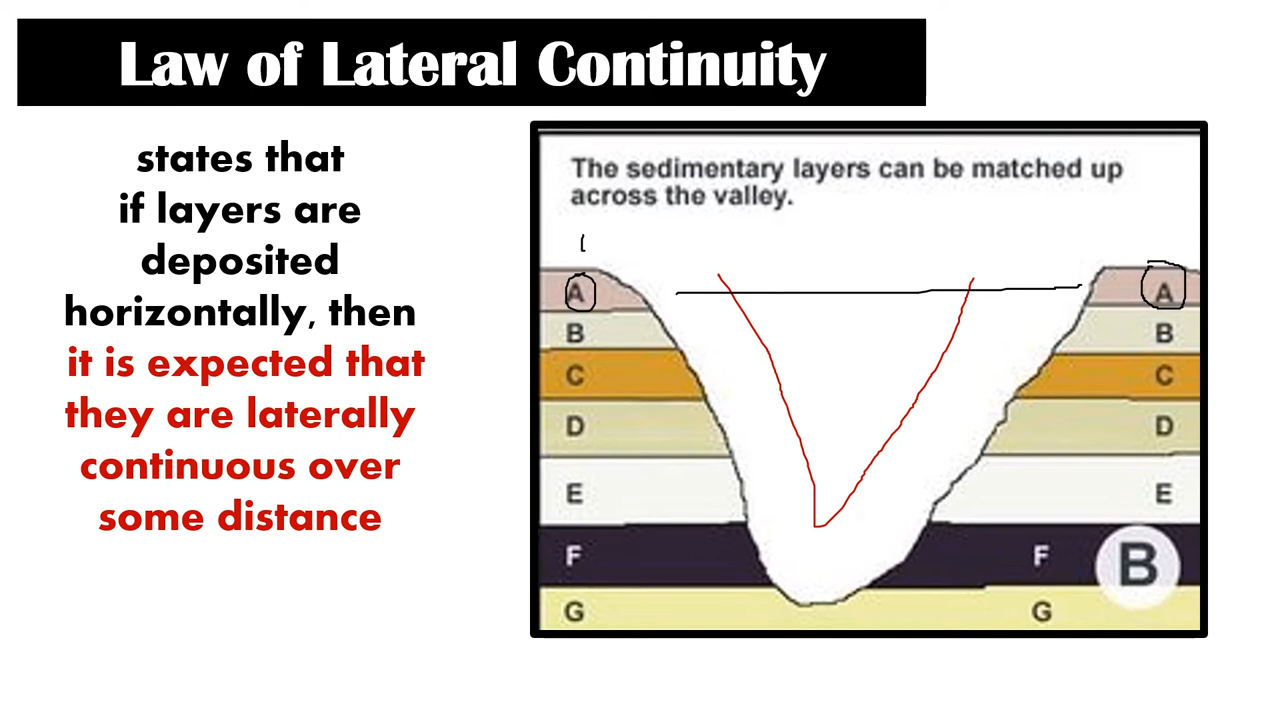 Law of Lateral Continuity
states that
if layers are
deposited
horizontally, then
it is expected that
they are laterally
continuous over
some distance
The sedimentary layers can be matched up
across the valley.
A A
B B
C C
D D
E E
F F
B
G G